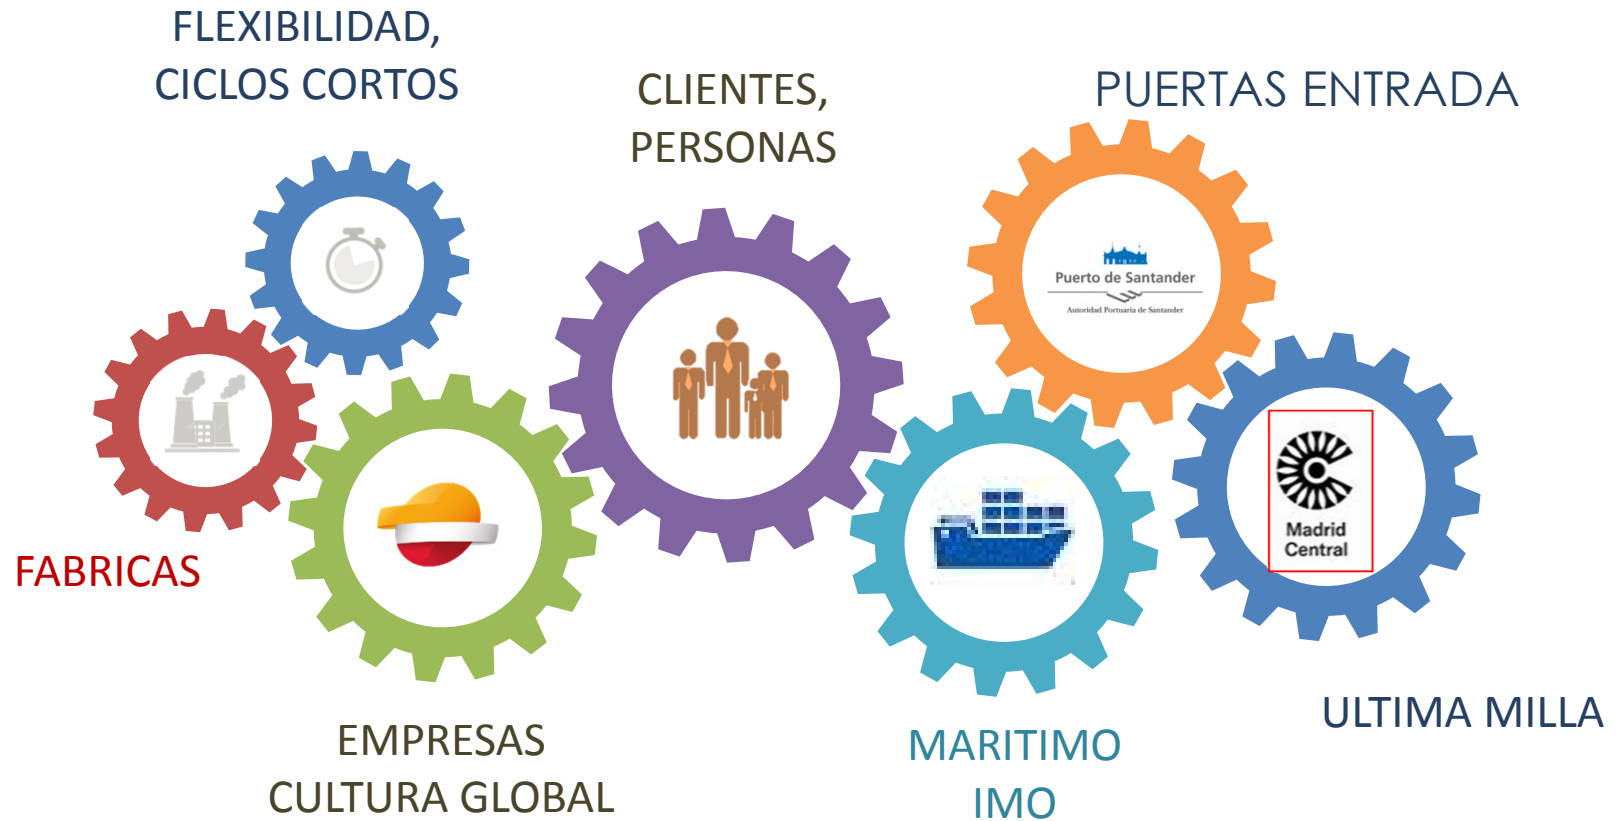 FLEXIBILIDAD,
CICLOS CORTOS
CLIENTES,
PERSONAS
PUERTAS ENTRADA
Puerto de Santander
Autoridad Portuaria de Santander
Madrid
Central
FABRICAS
EMPRESAS
CULTURA GLOBAL
MARITIMO
IMO
ULTIMA MILLA